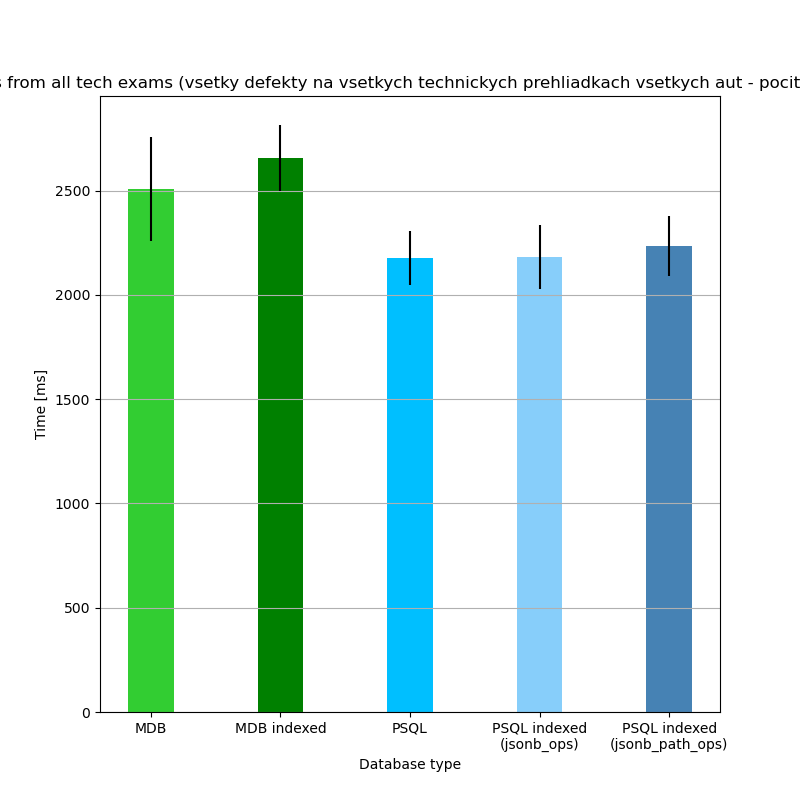 from all tech exams (vsetky defekty na vsetkych technickych prehliadkach vsetkych aut -
Time [ms]
2500
2000
1500
1000
500
0
MDB
MDB indexed
PSQL
PSQL indexed
(jsonb_ops)
PSQL indexed
(jsonb_path_ops)
Database type